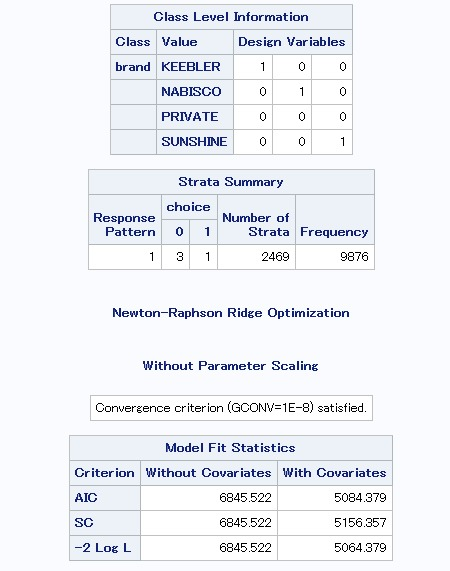 Class Level Information
Class Value Design Variables
brand KEEBLER 1 0 0
NABISCO 0 1 0
PRIVATE 0 0 0
SUNSHINE 0 0 1
Strata Summary
Response Pattern choice Number of Strata Frequency
0 1
1 3 1 2469 9876
Newton-Raphson Ridge Optimization
Without Parameter Scaling
Convergence criterion (GCONV=1E-8) satisfied.
Model Fit Statistics
Criterion Without Covariates With Covariates
AIC 6845.522 5084.379
SC 6845.522 5156.357
-2 Log L 6845.522 5064.379